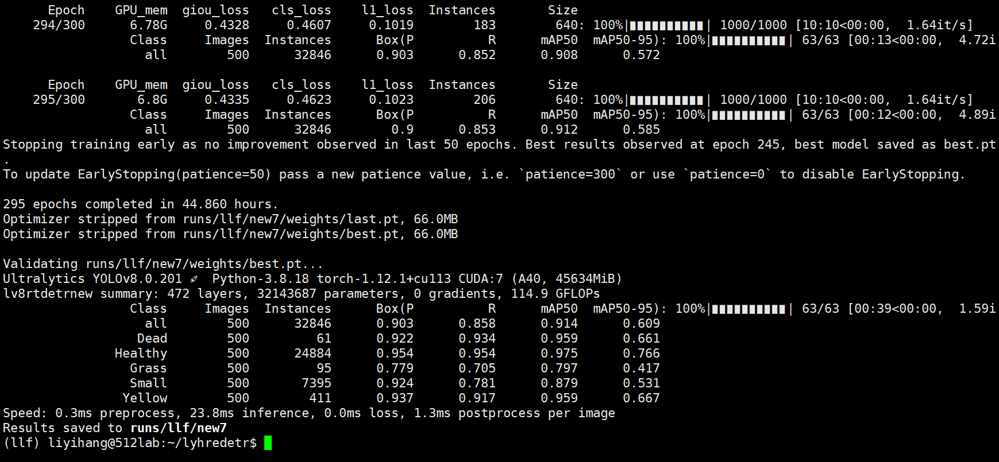 Epoch GPU_mem giou_loss cls_loss l1_loss Instances Size
294/300 6.78G 0.4328 0.4607 0.1019 183 640: 100%|██████████| 1000/1000 [10:10<00:00, 1.64it/s]
Class Images Instances Box(P R mAP50 mAP50-95): 100%|██████████| 63/63 [00:13<00:00, 4.72i
all 500 32846 0.903 0.852 0.908 0.572
Epoch GPU_mem giou_loss cls_loss l1_loss Instances Size
295/300 6.8G 0.4335 0.4623 0.1023 206 640: 100%|██████████| 1000/1000 [10:10<00:00, 1.64it/s]
Class Images Instances Box(P R mAP50 mAP50-95): 100%|██████████| 63/63 [00:12<00:00, 4.89i
all 500 32846 0.9 0.853 0.912 0.585
Stopping training early as no improvement observed in last 50 epochs. Best results observed at epoch 245, best model saved as best.pt
.
To update EarlyStopping(patience=50) pass a new patience value, i.e. `patience=300` or use `patience=0` to disable EarlyStopping.
295 epochs completed in 44.860 hours.
Optimizer stripped from runs/llf/new7/weights/last.pt, 66.0MB
Optimizer stripped from runs/llf/new7/weights/best.pt, 66.0MB
Validating runs/llf/new7/weights/best.pt...
Ultralytics YOLOv8.0.201 🚀 Python-3.8.18 torch-1.12.1+cu113 CUDA:7 (A40, 45634MiB)
lv8rtdetrnew summary: 472 layers, 32143687 parameters, 0 gradients, 114.9 GFLOPs
Class Images Instances Box(P R mAP50 mAP50-95): 100%|██████████| 63/63 [00:39<00:00, 1.59i
all 500 32846 0.903 0.858 0.914 0.609
Dead 500 61 0.922 0.934 0.959 0.661
Healthy 500 24884 0.954 0.954 0.975 0.766
Grass 500 95 0.779 0.705 0.797 0.417
Small 500 7395 0.924 0.781 0.879 0.531
Yellow 500 411 0.937 0.917 0.959 0.667
Speed: 0.3ms preprocess, 23.8ms inference, 0.0ms loss, 1.3ms postprocess per image
Results saved to runs/llf/new7
(llf) liyihang@512lab:~/lyhredetr$